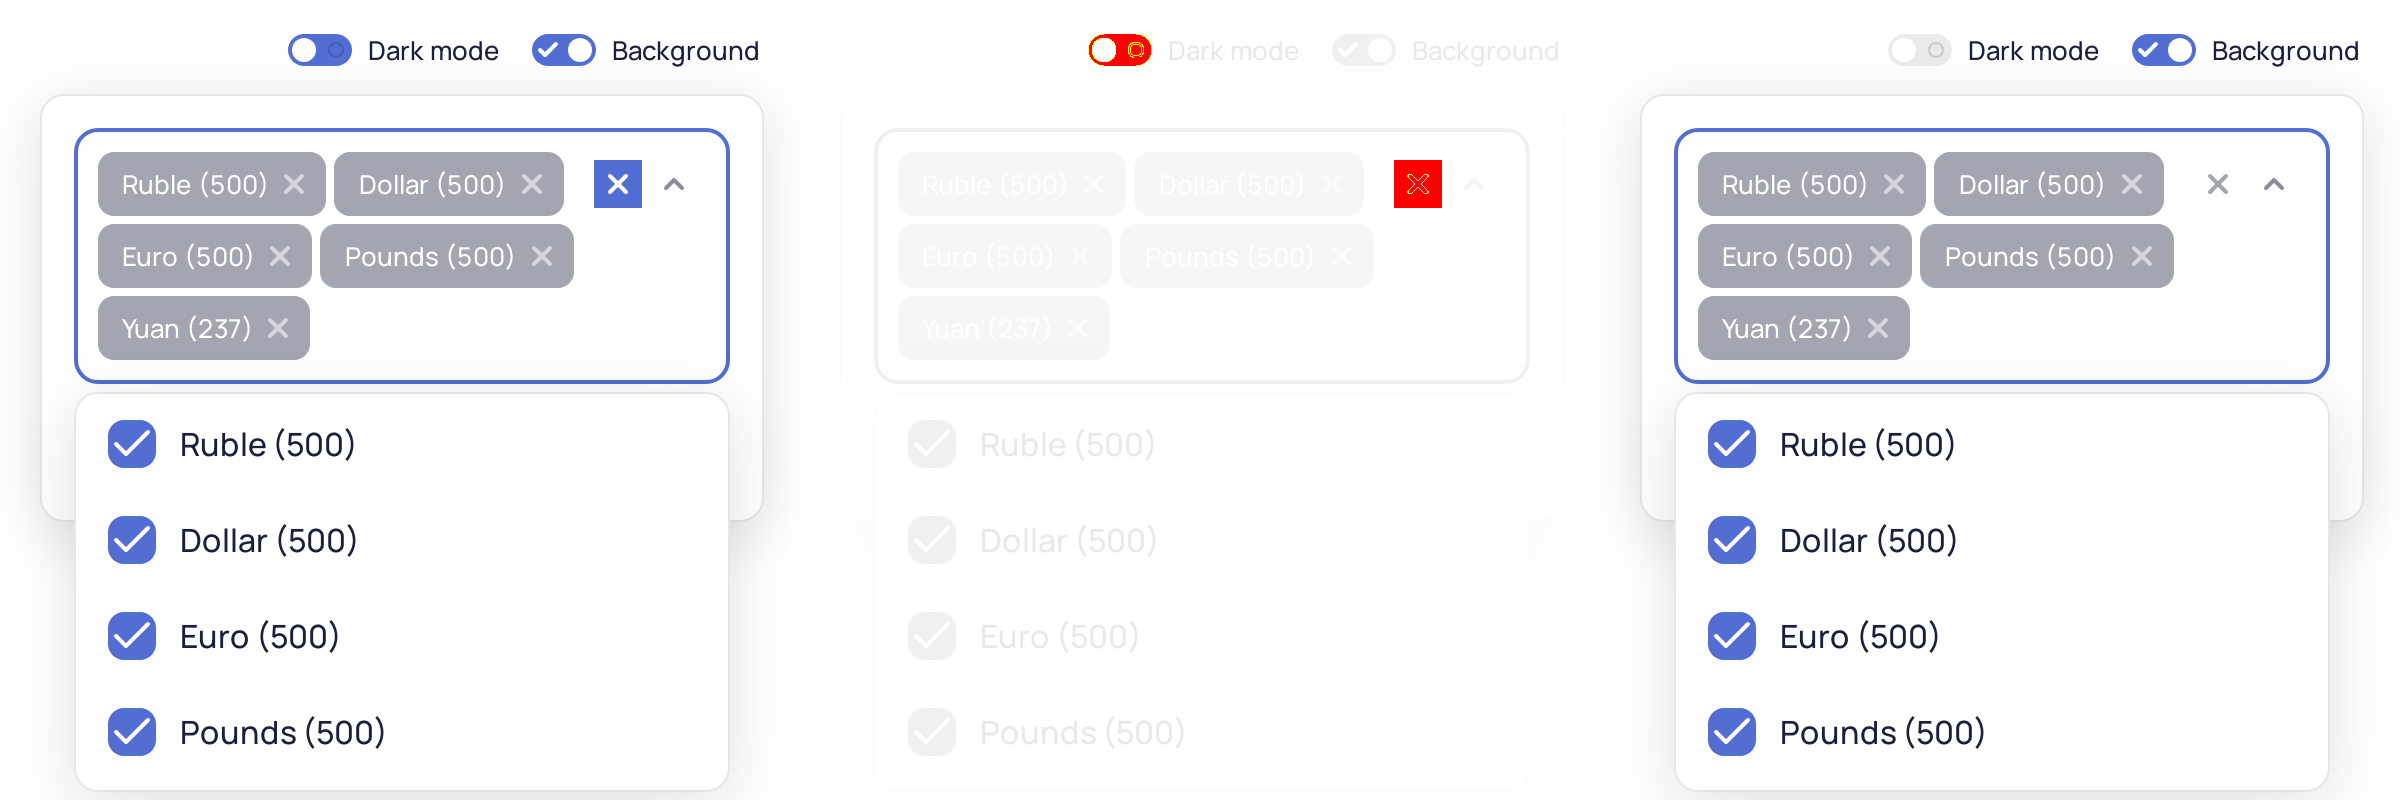 Dark mode Background
Ruble (500) Dollar (500)
Euro (500) Pounds (500)
Yuan (237)
Ruble (500)
Dollar (500)
Euro (500)
Pounds (500)
Dark mode Background
Ruble (500) Dollar (500)
Euro (500) Pounds (500)
Yuan (237)
Ruble (500)
Dollar (500)
Euro (500)
Pounds (500)
Dark mode Background
Ruble (500) Dollar (500)
Euro (500) Pounds (500)
Yuan (237)
Ruble (500)
Dollar (500)
Euro (500)
Pounds (500)